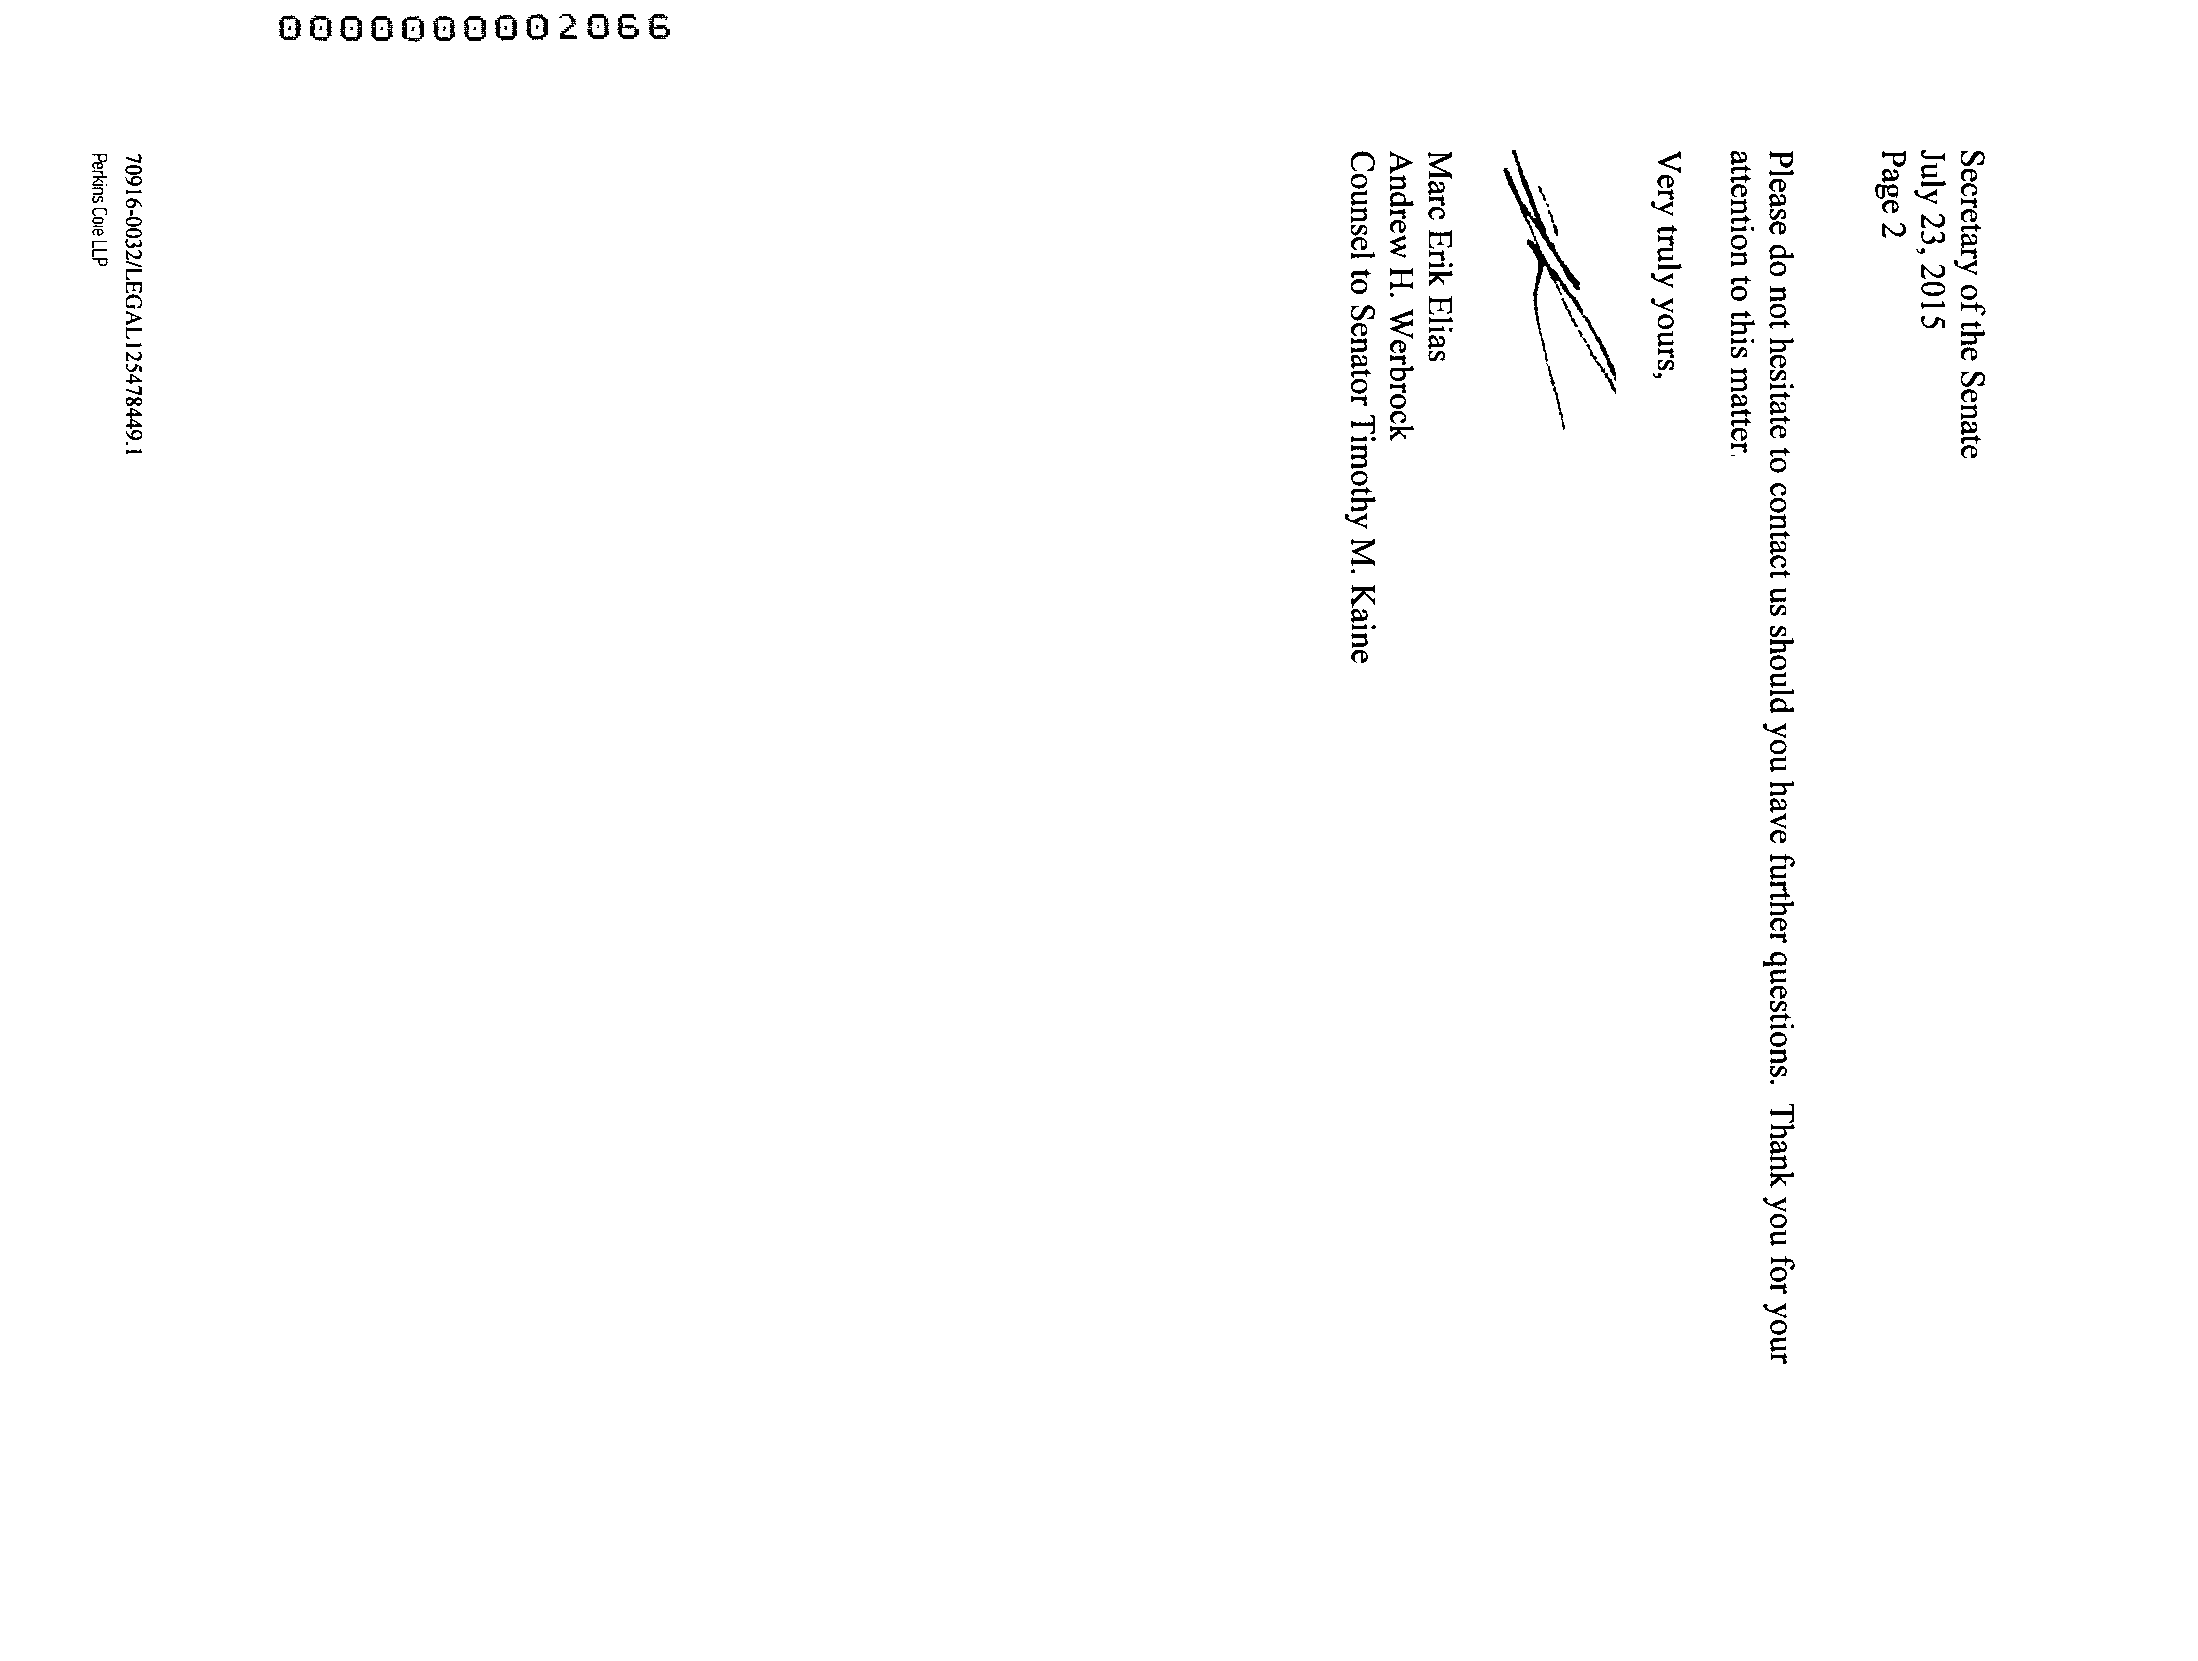 000000002066
Secretary of the Senate
July 23, 2015
Page 2
Please do not hesitate to contact us should you have further questions.  Thank you for your
attention to this matter.
Very truly yours,
Marc Erik Elias
Andrew H. Werbrock
Counsel to Senator Timothy M. Kaine
70916-0032/LEGAL125478449.1
Perkins Coie LLP